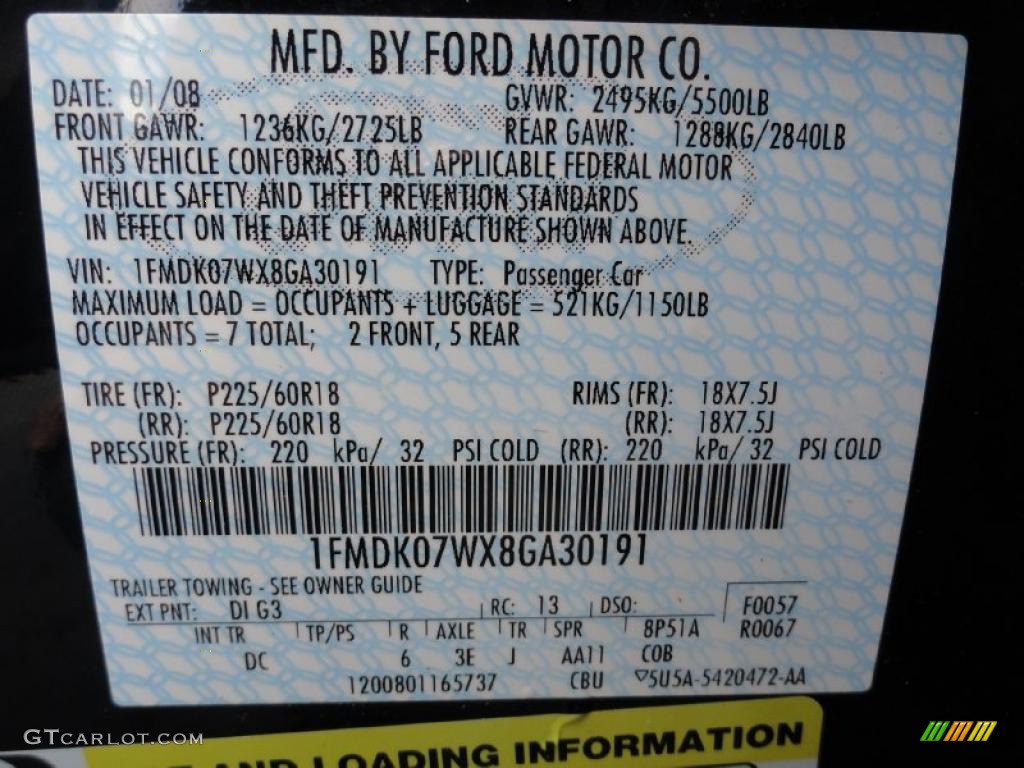 MFD. BY FORD MOTOR CO.
DATE: 01/08 GVWR: 2495KG/5500LB
FRONT GAWR: 1236KG/2725LB REAR GAWR: 1288KG/2840LB
THIS VEHICLE CONFORMS TO ALL APPLICABLE FEDERAL MOTOR
VEHICLE SAFETY AND THEFT PREVENTION STANDARDS
IN EFFECT ON THE DATE OF MANUFACTURE SHOWN ABOVE.
VIN: 1FMDK07WX8GA30191 TYPE: Passenger Car
MAXIMUM LOAD = OCCUPANTS + LUGGAGE = 521KG/1150LB
OCCUPANTS = 7 TOTAL; 2 FRONT, 5 REAR
TIRE (FR): P225/60R18 RIMS (FR): 18X7.5J
(RR): P225/60R18 (RR): 18X7.5J
PRESSURE (FR): 220 kPa/ 32 PSI COLD (RR): 220 kPa/ 32 PSI COLD
1FMDK07WX8GA30191
TRAILER TOWING - SEE OWNER GUIDE
EXT PNT: DI G3 RC: 13 DSO: F0057
INT TR TP/PS R AXLE TR SPR 8P51A R0067
DC 6 3E J AA11 COB
1200801165737 CBU ▽5U5A-5420472-AA
E AND LOADING INFORMATION
GTCARLOT.COM